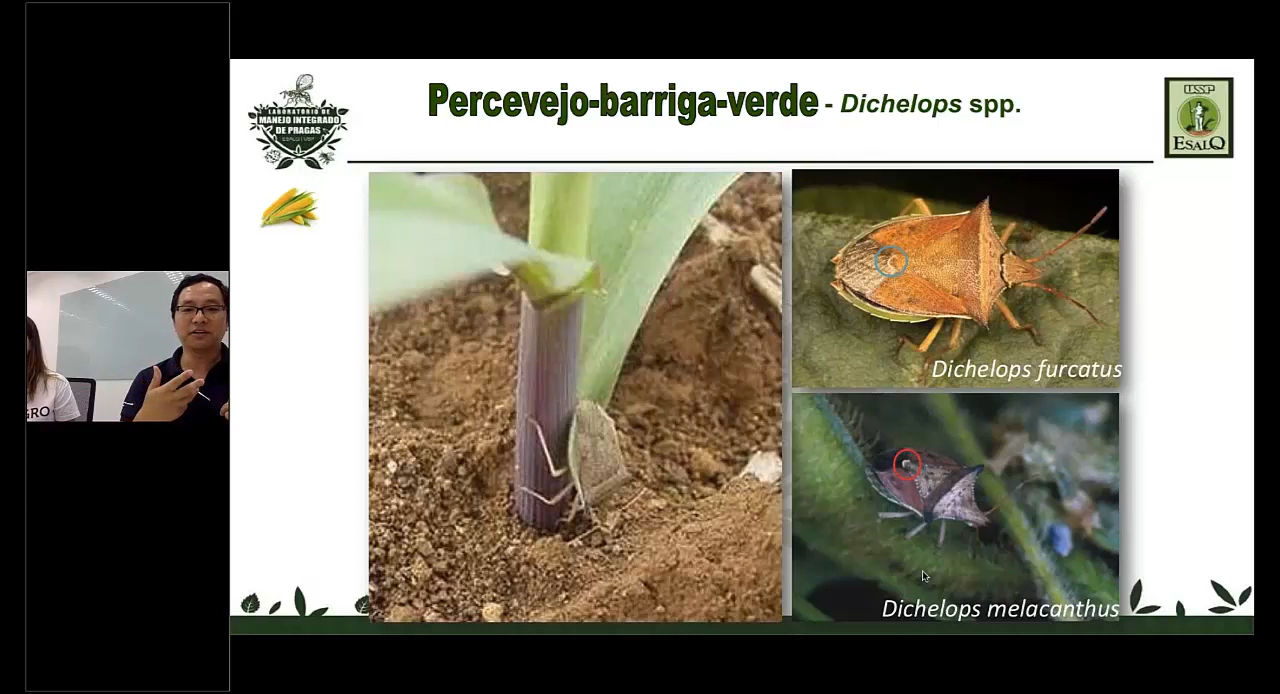 Percevejo-barriga-verde - Dichelops spp.
LABORATÓRIO DE
MANEJO INTEGRADO
DE PRAGAS
ESALQ/USP
USP
ESALQ
Dichelops furcatus
Dichelops melacanthus
GRO